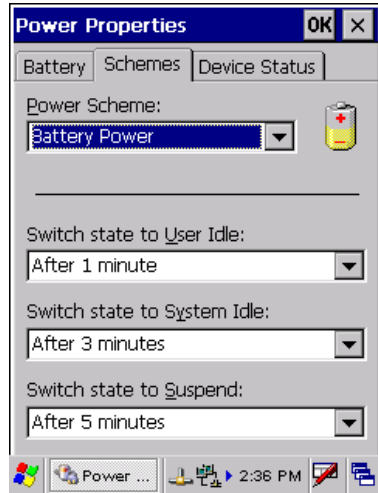 Power Properties OK ×
Battery Schemes Device Status
Power Scheme:
Battery Power
Switch state to User Idle:
After 1 minute
Switch state to System Idle:
After 3 minutes
Switch state to Suspend:
After 5 minutes
Power ... 2:36 PM